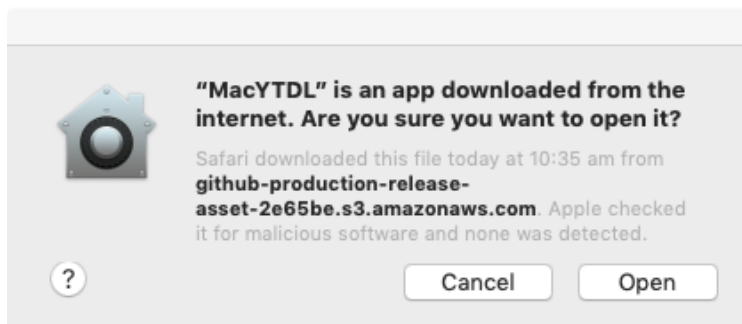 “MacYTDL” is an app downloaded from the
internet. Are you sure you want to open it?
Safari downloaded this file today at 10:35 am from
github-production-release-
asset-2e65be.s3.amazonaws.com. Apple checked
it for malicious software and none was detected.
?
Cancel
Open